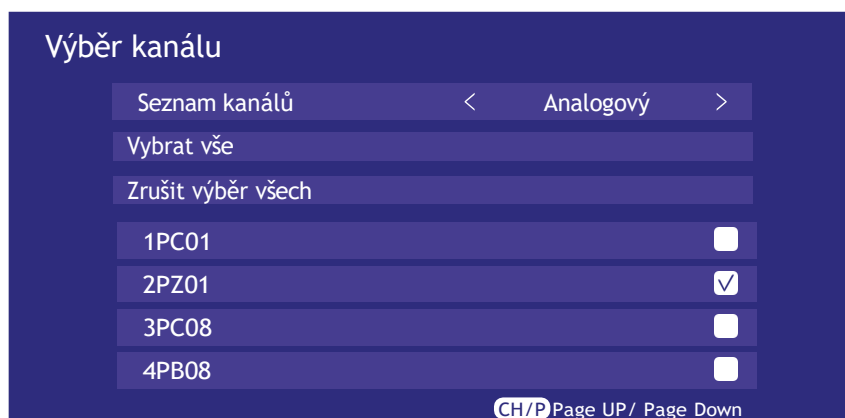 Výběr kanálu
Seznam kanálů < Analogový >
Vybrat vše
Zrušit výběr všech
1PC01
2PZ01
3PC08
4PB08
CH/P Page UP/ Page Down